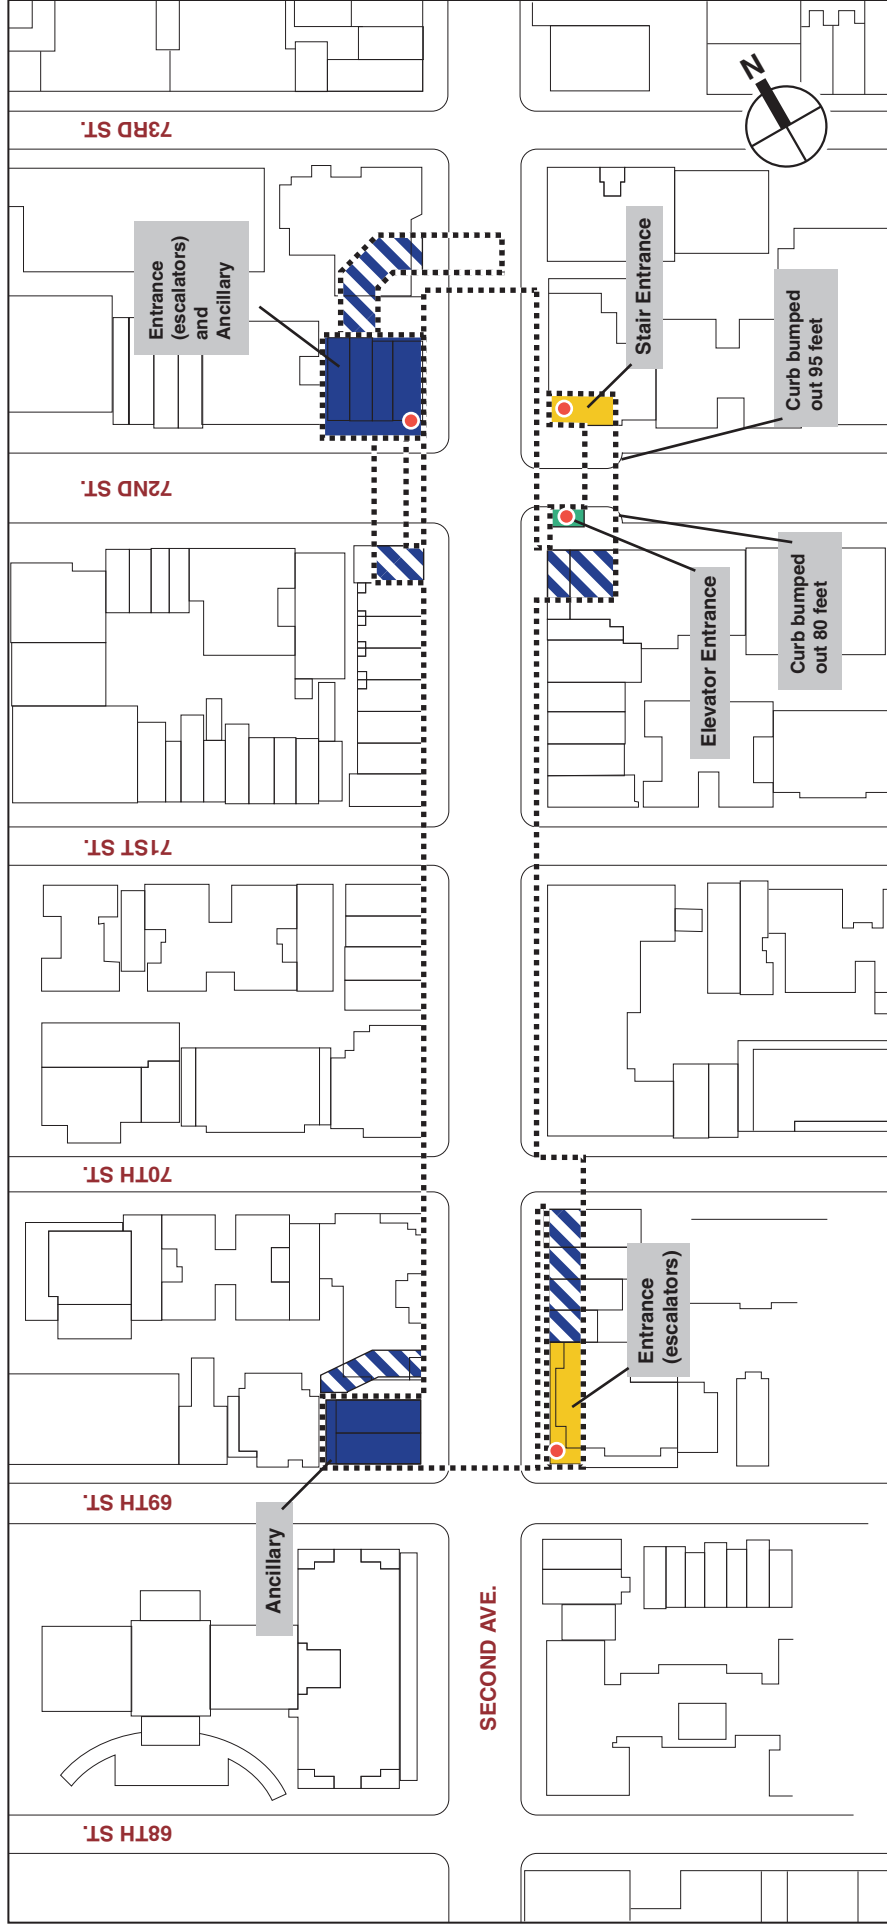 73RD ST.
N
Entrance
(escalators)
and
Ancillary
Stair Entrance
Curb bumped
out 95 feet
72ND ST.
Elevator Entrance
Curb bumped
out 80 feet
71ST ST.
70TH ST.
Entrance
(escalators)
69TH ST.
Ancillary
SECOND AVE.
68TH ST.